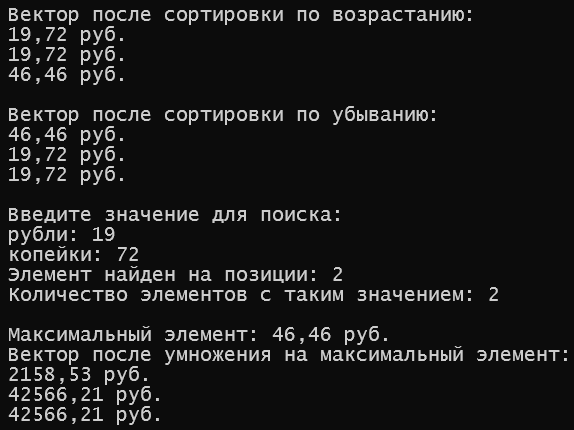 Вектор после сортировки по возрастанию:
19,72 руб.
19,72 руб.
46,46 руб.
Вектор после сортировки по убыванию:
46,46 руб.
19,72 руб.
19,72 руб.
Введите значение для поиска:
рубли: 19
копейки: 72
Элемент найден на позиции: 2
Количество элементов с таким значением: 2
Максимальный элемент: 46,46 руб.
Вектор после умножения на максимальный элемент:
2158,53 руб.
42566,21 руб.
42566,21 руб.